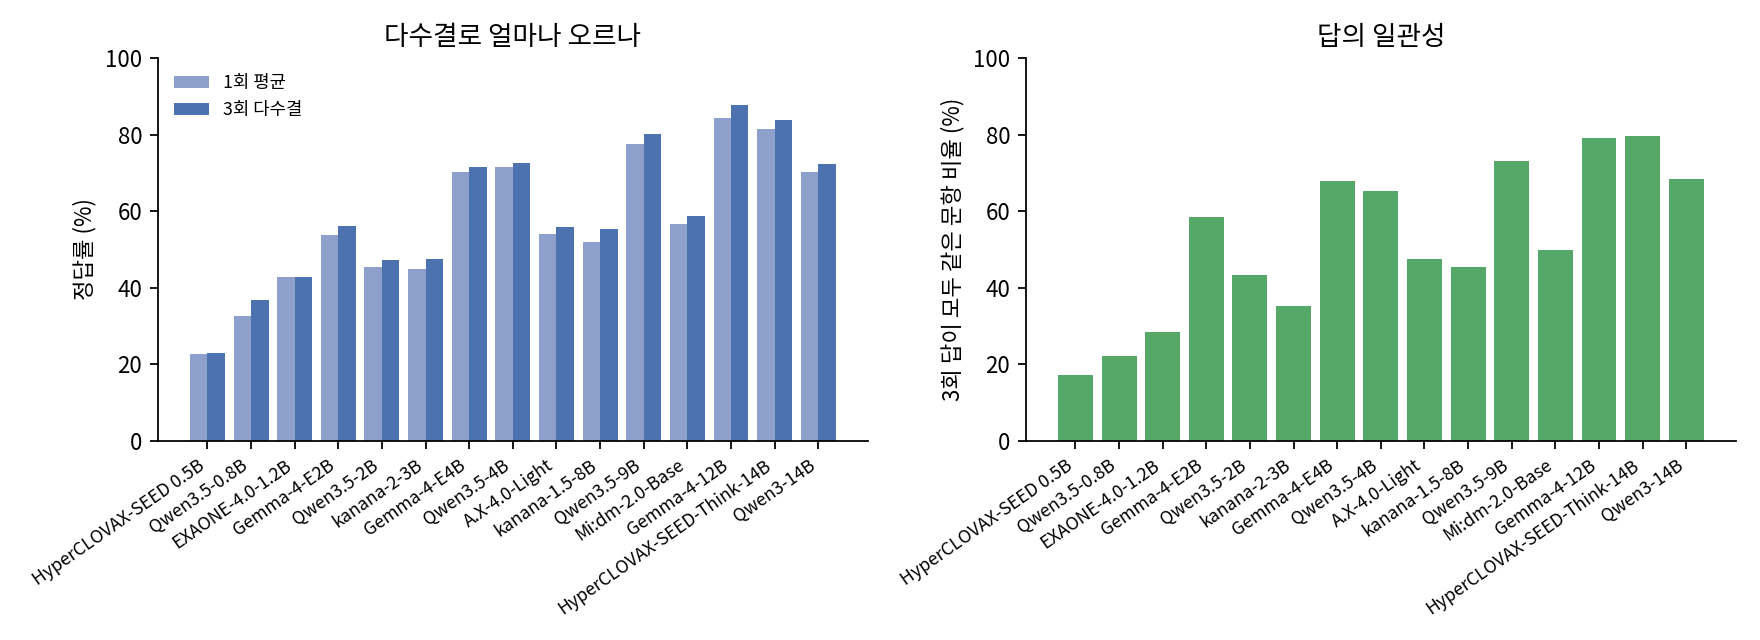 다수결로 얼마나 오르나
정답률 (%)
100
80
60
40
20
0
1회 평균
3회 다수결
HyperCLOVAX-SEED 0.5B
Qwen3.5-0.8B
EXAONE-4.0-1.2B
Gemma-4-E2B
Qwen3.5-2B
kanana-2-3B
Gemma-4-E4B
Qwen3.5-4B
A.X-4.0-Light
kanana-1.5-8B
Qwen3.5-9B
Mi:dm-2.0-Base
Gemma-4-12B
HyperCLOVAX-SEED-Think-14B
Qwen3-14B
답의 일관성
3회 답이 모두 같은 문항 비율 (%)
100
80
60
40
20
0
HyperCLOVAX-SEED 0.5B
Qwen3.5-0.8B
EXAONE-4.0-1.2B
Gemma-4-E2B
Qwen3.5-2B
kanana-2-3B
Gemma-4-E4B
Qwen3.5-4B
A.X-4.0-Light
kanana-1.5-8B
Qwen3.5-9B
Mi:dm-2.0-Base
Gemma-4-12B
HyperCLOVAX-SEED-Think-14B
Qwen3-14B